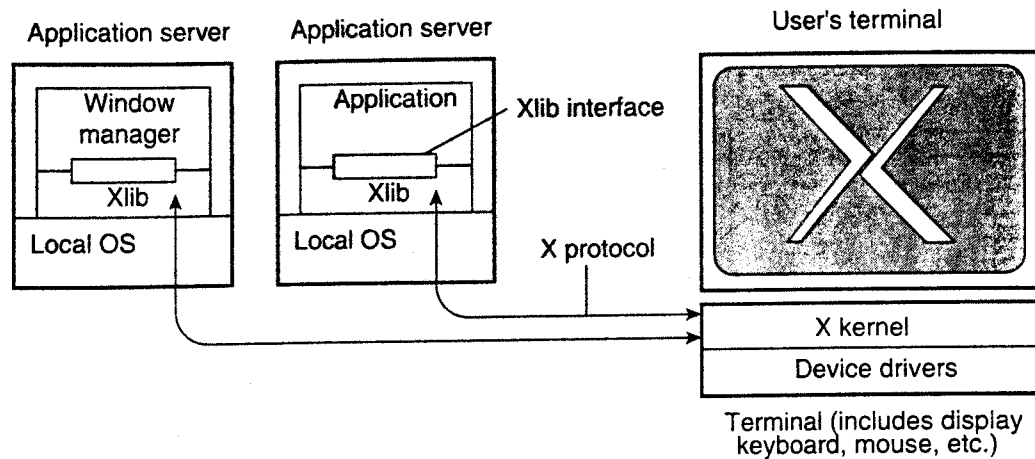 Application server
Application server
User's terminal
Window
manager
Xlib
Local OS
Application
Xlib
Local OS
Xlib interface
X protocol
X
X kernel
Device drivers
Terminal (includes display
keyboard, mouse, etc.)